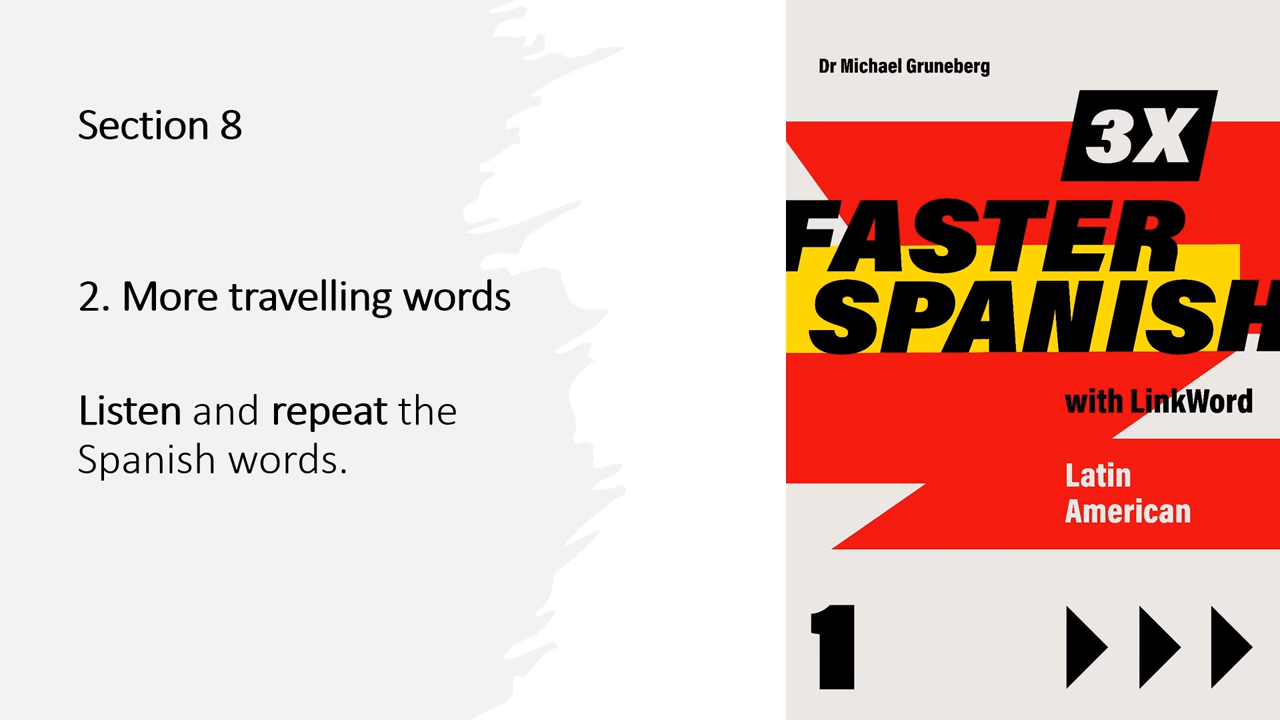 Section 8
2. More travelling words
Listen and repeat the
Spanish words.
Dr Michael Gruneberg
3X
FASTER
SPANISH
with LinkWord
Latin
American
1